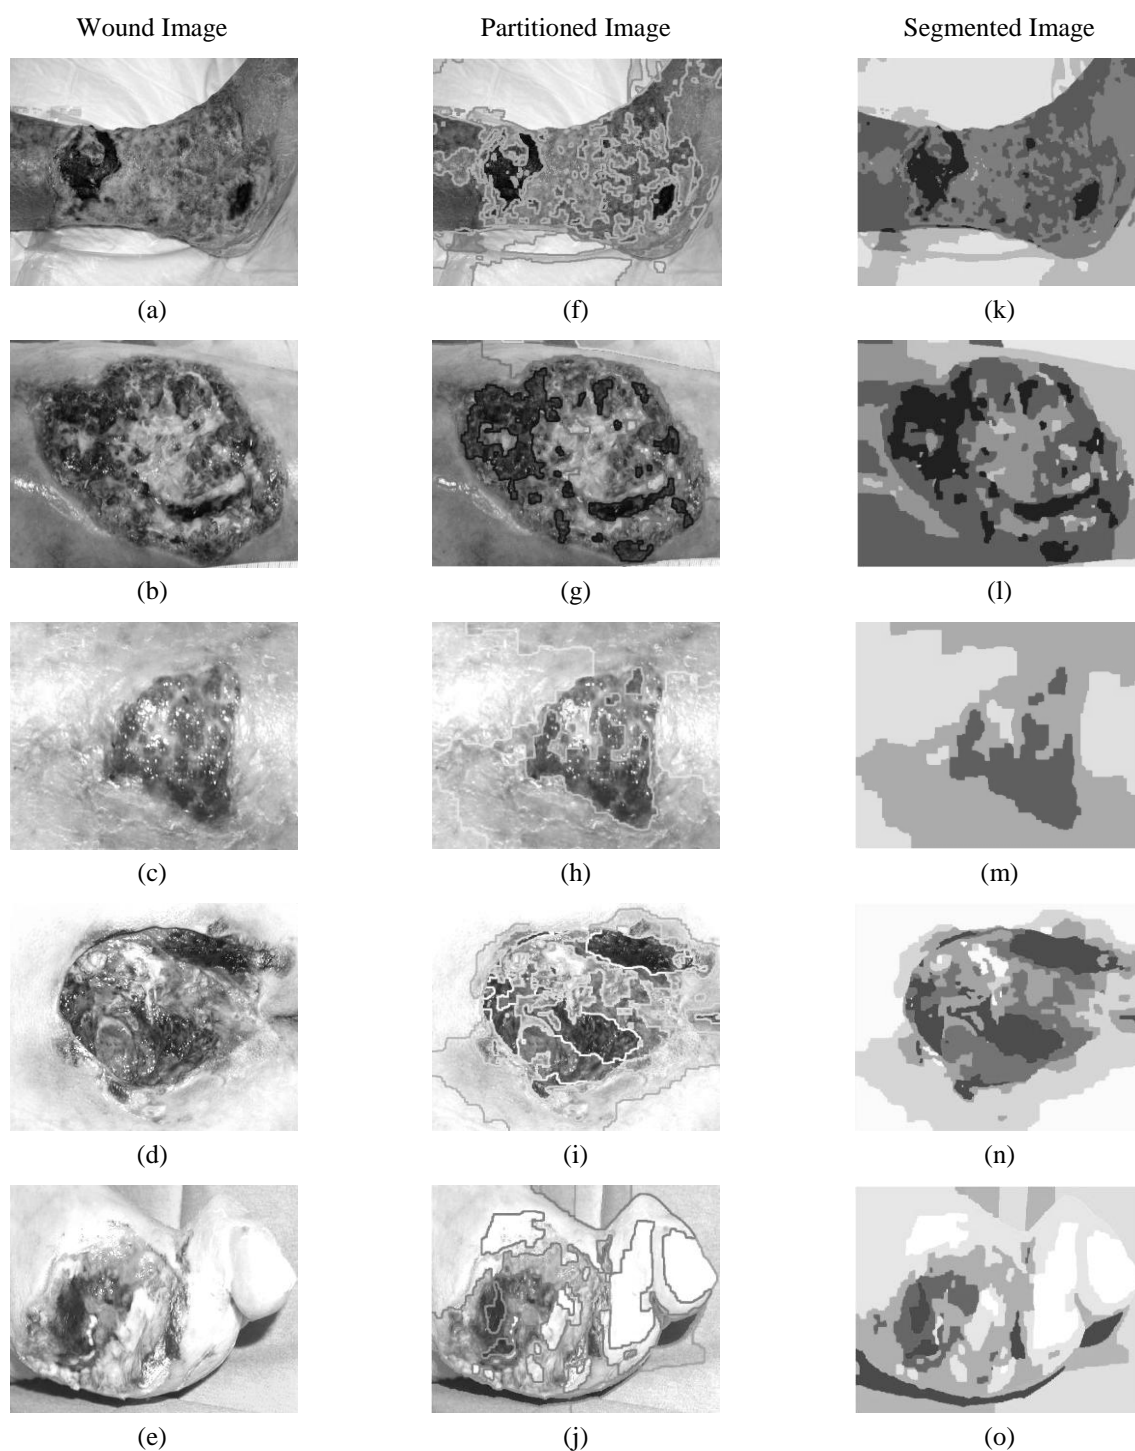 Wound Image Partitioned Image Segmented Image
(a) (f) (k)
(b) (g) (l)
(c) (h) (m)
(d) (i) (n)
(e) (j) (o)